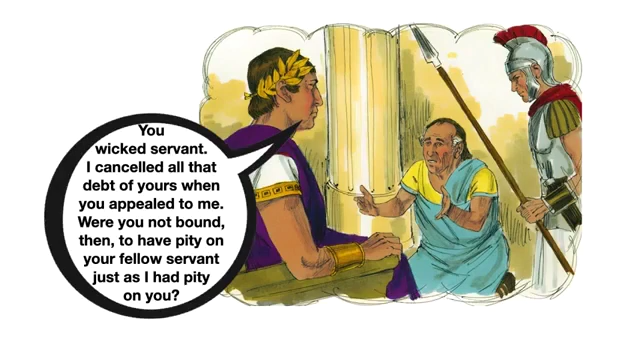 You
wicked servant.
I cancelled all that
debt of yours when
you appealed to me.
Were you not bound,
then, to have pity on
your fellow servant
just as I had pity
on you?